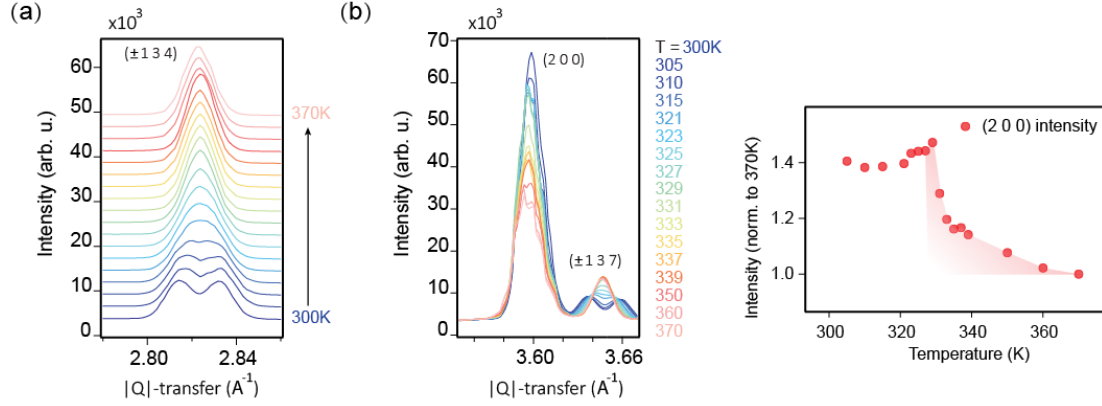 (a)
x10³
(±1 3 4)
60
50
40
30
20
10
0
Intensity (arb. u.)
370K
300K
2.80
2.84
|Q|-transfer (A⁻¹)
(b)
x10³
(2 0 0)
(±1 3 7)
70
60
50
40
30
20
10
0
Intensity (arb. u.)
3.60
3.66
|Q|-transfer (A⁻¹)
T = 300K
305
310
315
321
323
325
327
329
331
333
335
337
339
350
360
370
(2 0 0) intensity
1.4
1.2
1.0
Intensity (norm. to 370K)
300
320
340
360
Temperature (K)